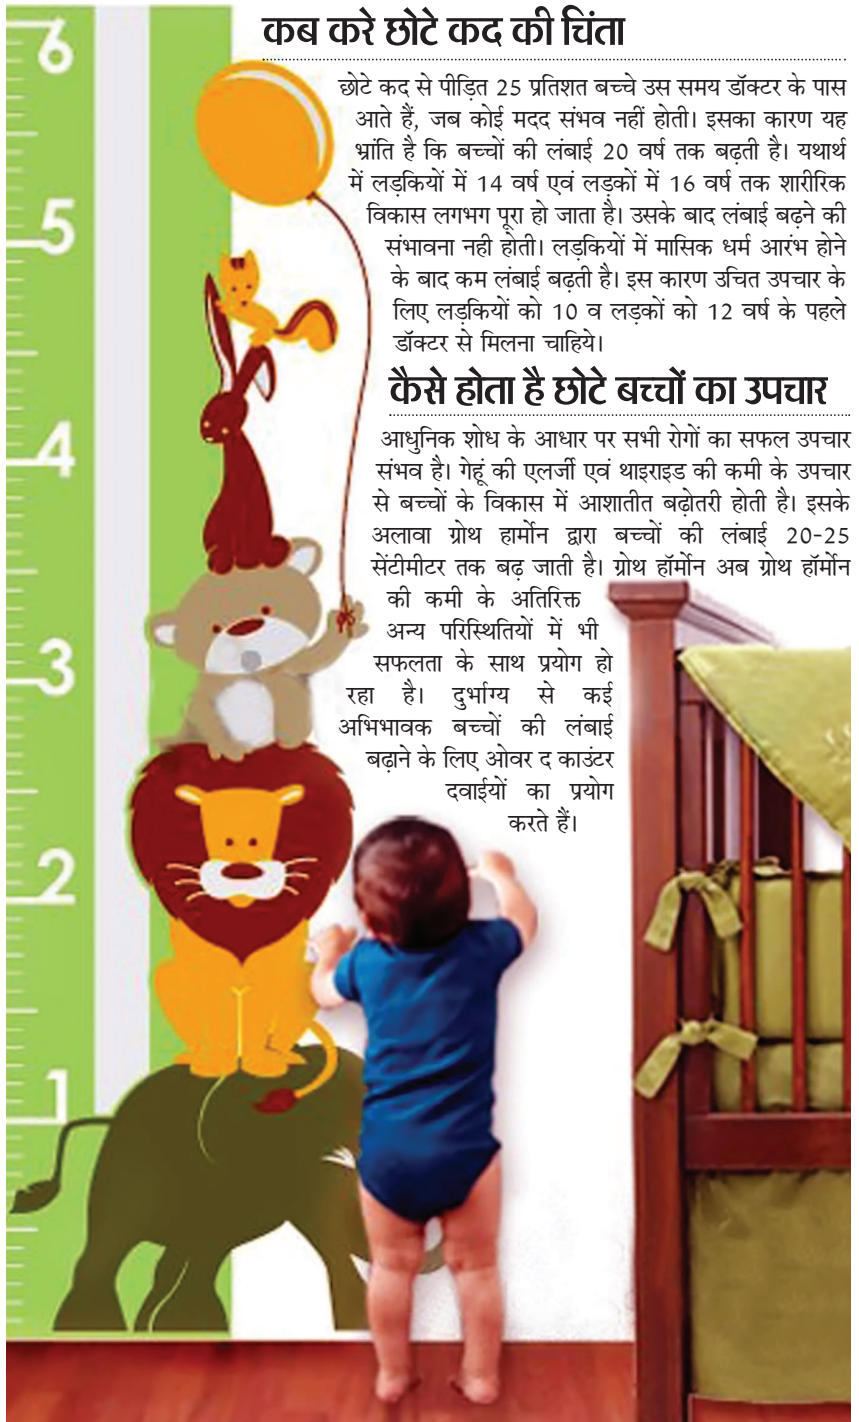 कब करे छोटे कद की चिंता
छोटे कद से पीड़ित 25 प्रतिशत बच्चे उस समय डॉक्टर के पास
आते हैं, जब कोई मदद संभव नहीं होती। इसका कारण यह
भ्रांति है कि बच्चों की लंबाई 20 वर्ष तक बढ़ती है। यथार्थ
में लड़कियों में 14 वर्ष एवं लड़कों में 16 वर्ष तक शारीरिक
विकास लगभग पूरा हो जाता है। उसके बाद लंबाई बढ़ने की
संभावना नही होती। लड़कियों में मासिक धर्म आरंभ होने
के बाद कम लंबाई बढ़ती है। इस कारण उचित उपचार के
लिए लड़कियों को 10 व लड़कों को 12 वर्ष के पहले
डॉक्टर से मिलना चाहिये।
कैसे होता है छोटे बच्चों का उपचार
आधुनिक शोध के आधार पर सभी रोगों का सफल उपचार
संभव है। गेहूं की एलर्जी एवं थाइराइड की कमी के उपचार
से बच्चों के विकास में आशातीत बढ़ोतरी होती है। इसके
अलावा ग्रोथ हार्मोन द्वारा बच्चों की लंबाई 20-25
सेंटीमीटर तक बढ़ जाती है। ग्रोथ हॉर्मोन अब ग्रोथ हॉर्मोन
की कमी के अतिरिक्त
अन्य परिस्थितियों में भी
सफलता के साथ प्रयोग हो
रहा है। दुर्भाग्य से कई
अभिभावक बच्चों की लंबाई
बढ़ाने के लिए ओवर द काउंटर
दवाईयों का प्रयोग
करते हैं।
6
5
4
3
2
1